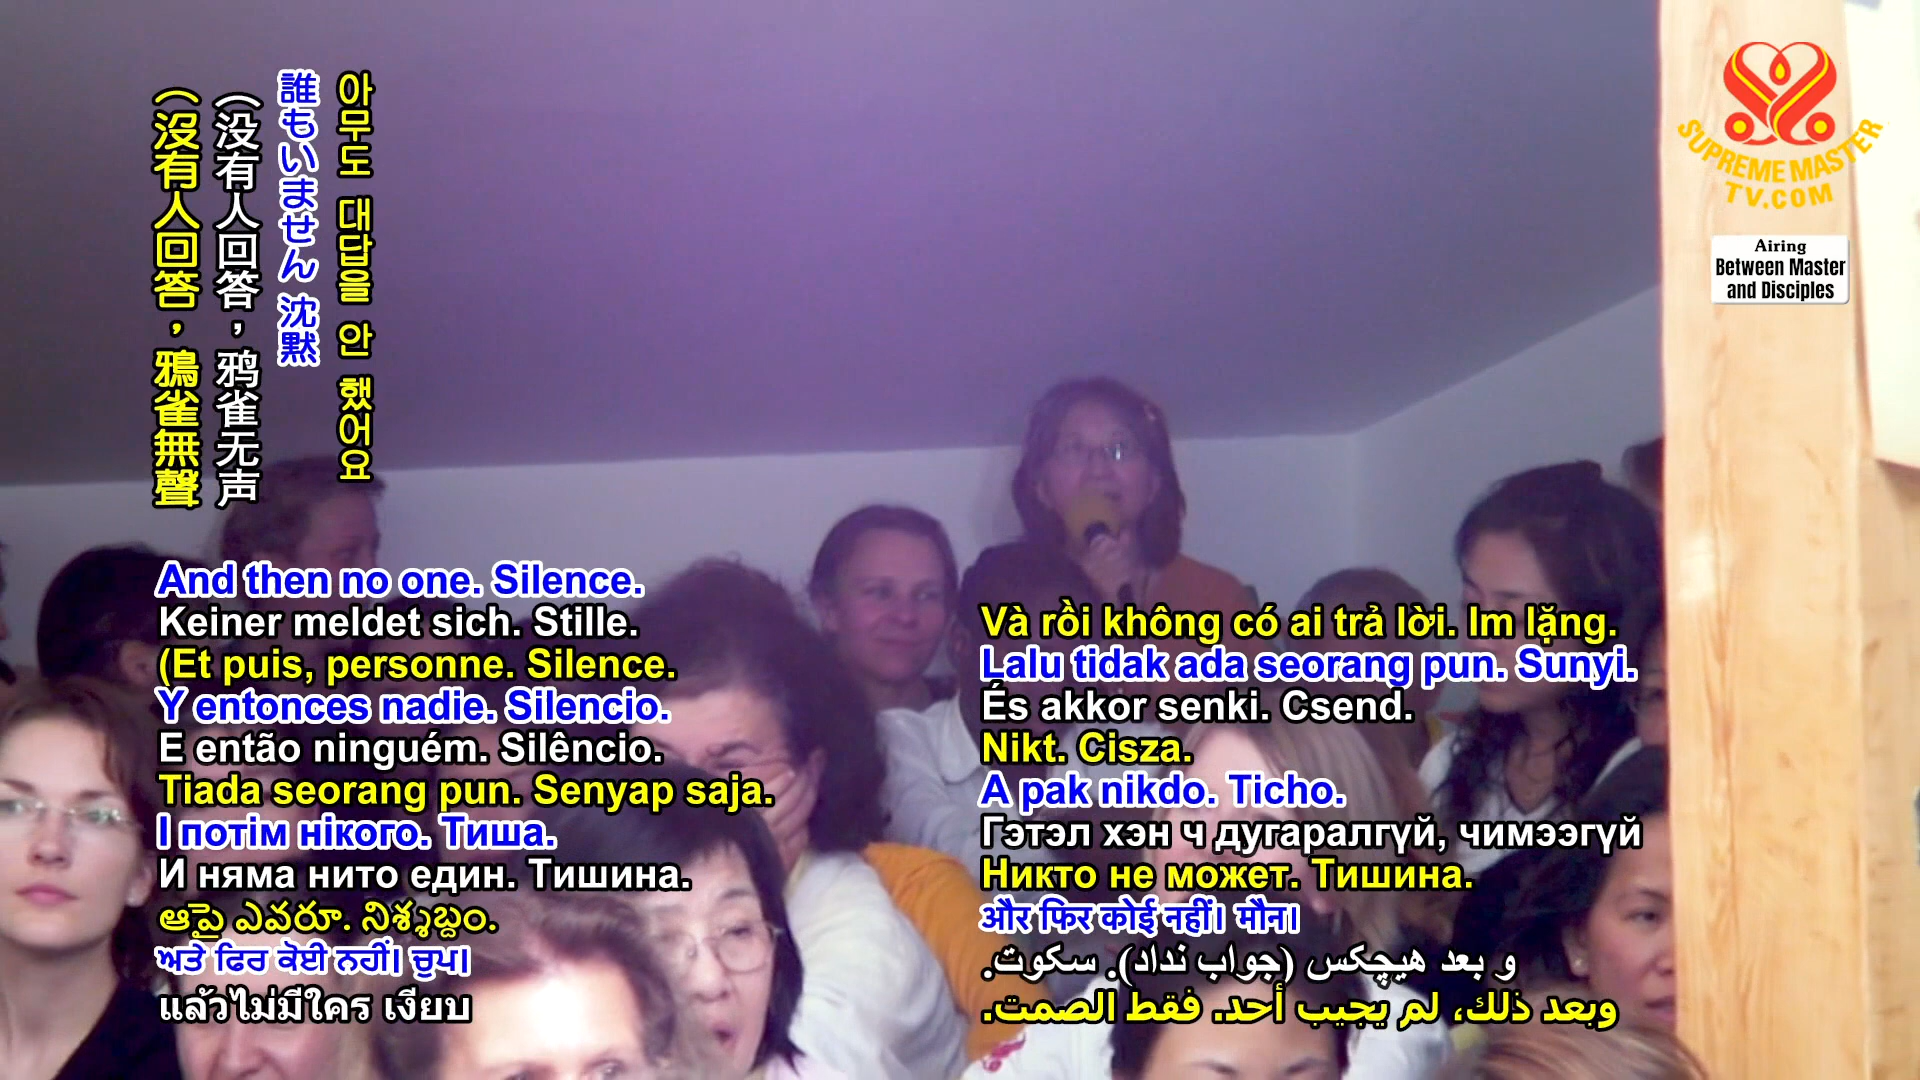 아무도 대답을 안 했어요
誰もいません 沈黙
(没有人回答，鸦雀无声
(沒有人回答，鴉雀無聲
And then no one. Silence.
Keiner meldet sich. Stille.
(Et puis, personne. Silence.
Y entonces nadie. Silencio.
E então ninguém. Silêncio.
Tiada seorang pun. Senyap saja.
І потім нікого. Тиша.
И няма нито един. Тишина.
ఆపై ఎవరూ. నిశ్శబ్దం.
ਅਤੇ ਫਿਰ ਕੋਈ ਨਹੀਂ। ਚੁਪ।
แล้วไม่มีใคร เงียบ
Và rồi không có ai trả lời. Im lặng.
Lalu tidak ada seorang pun. Sunyi.
És akkor senki. Csend.
Nikt. Cisza.
A pak nikdo. Ticho.
Гэтэл хэн ч дугаралгүй, чимээгүй
Никто не может. Тишина.
और फिर कोई नहीं। मौन।
و بعد هیچکس (جواب نداد). سکوت.
وبعد ذلك، لم يجيب أحد. فقط الصمت.
SUPREME MASTER
TV.COM
Airing
Between Master
and Disciples